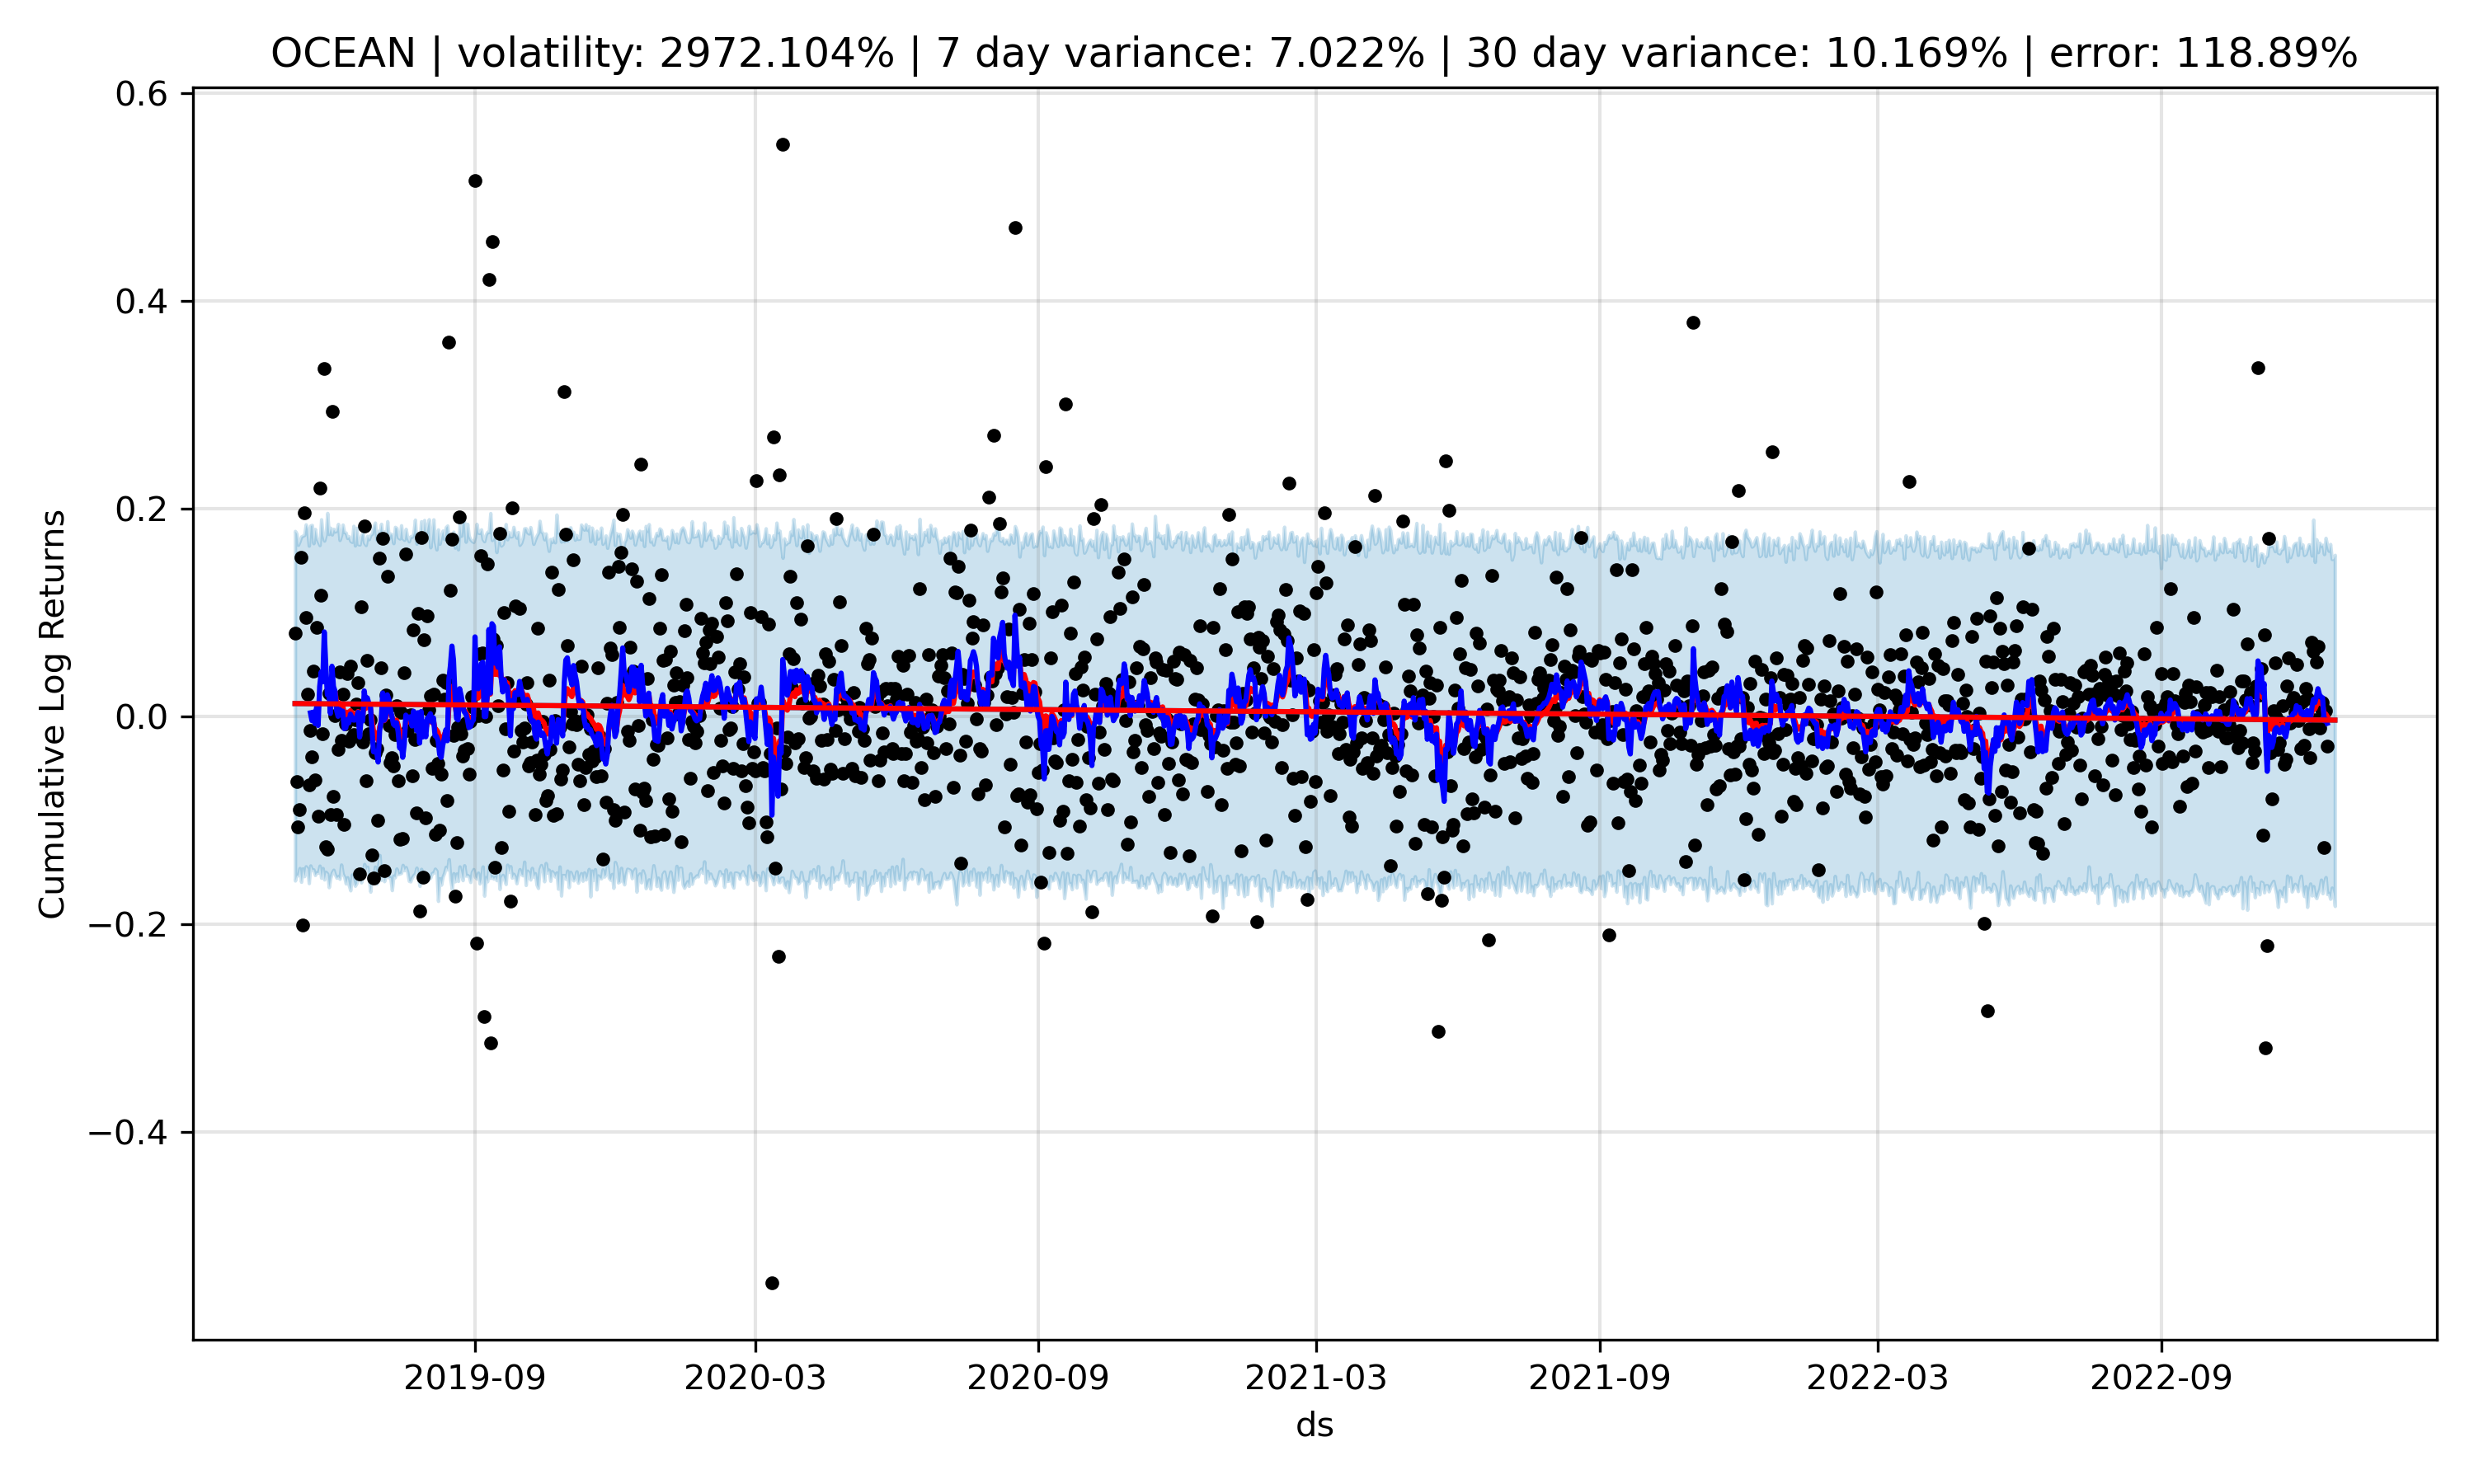 OCEAN | volatility: 2972.104% | 7 day variance: 7.022% | 30 day variance: 10.169% | error: 118.89%
0.6
0.4
0.2
0.0
−0.2
−0.4
Cumulative Log Returns
2019-09 2020-03 2020-09 2021-03 2021-09 2022-03 2022-09
ds